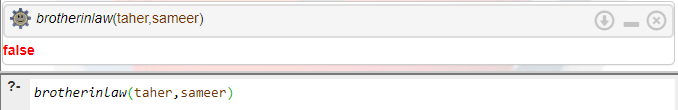 brotherinlaw(taher,sameer)
false
?- brotherinlaw(taher,sameer)